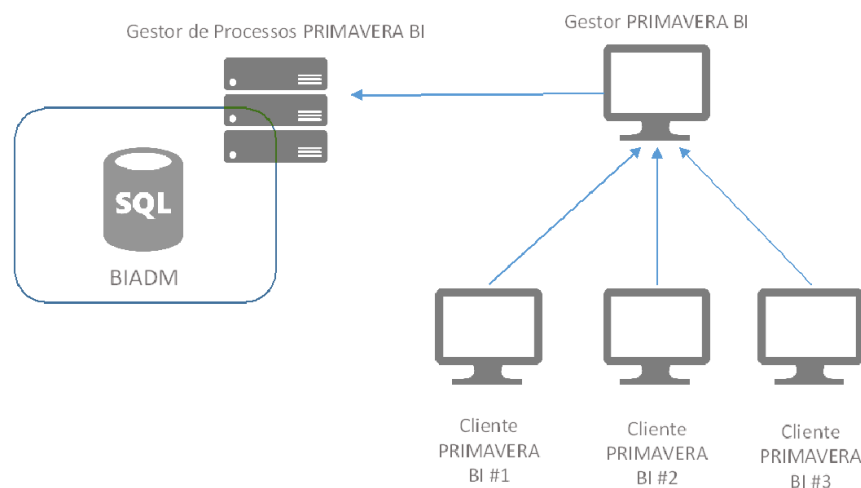 Gestor de Processos PRIMAVERA BI
Gestor PRIMAVERA BI
SQL
BIADM
Cliente
PRIMAVERA
BI #1
Cliente
PRIMAVERA
BI #2
Cliente
PRIMAVERA
BI #3